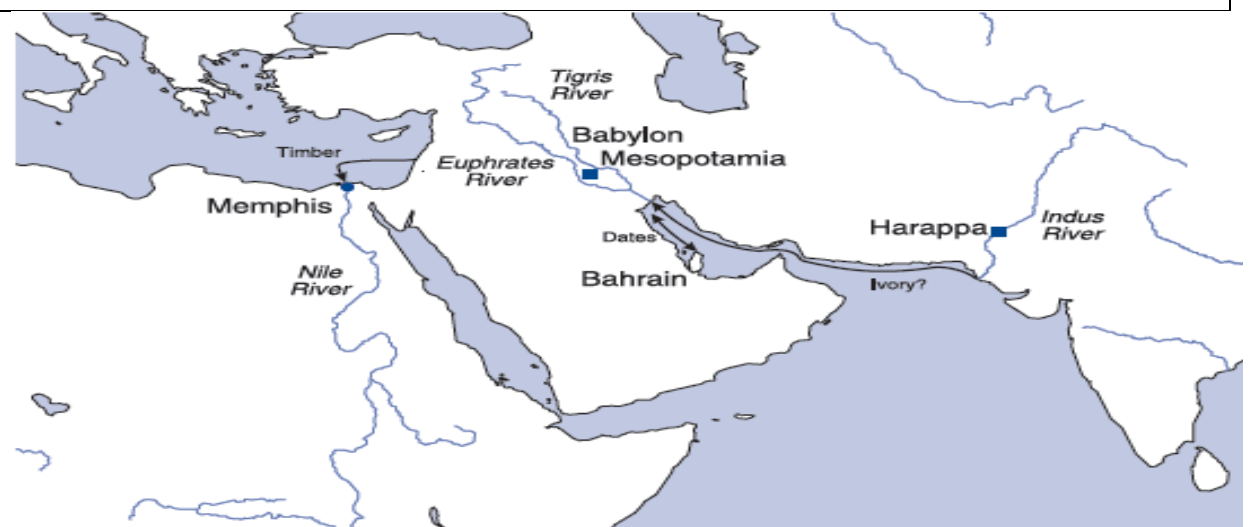 Tigris
River
Babylon
Mesopotamia
Timber
Euphrates
River
Memphis
Harappa
Indus
River
Dates
Bahrain
Nile
River
Ivory?